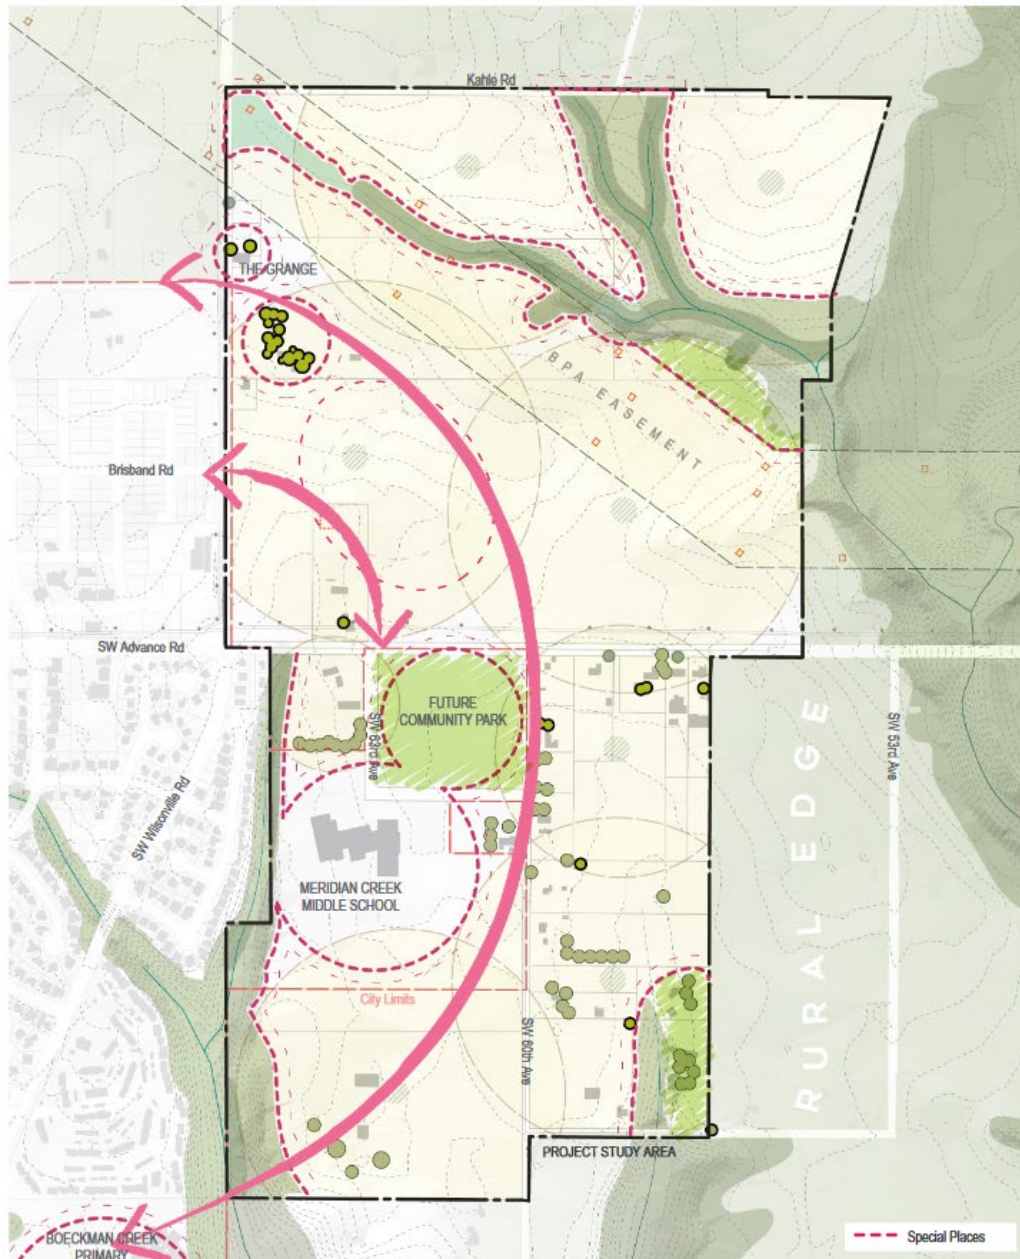 Kahle Rd
THE GRANGE
BPA EASEMENT
Brisband Rd
SW Advance Rd
FUTURE
COMMUNITY PARK
SW 63rd Ave
SW 53rd Ave
SW Wilsonville Rd
MERIDIAN CREEK
MIDDLE SCHOOL
RURAL EDGE
City Limits
SW 60th Ave
PROJECT STUDY AREA
BOECKMAN CREEK
PRIMARY
Special Places